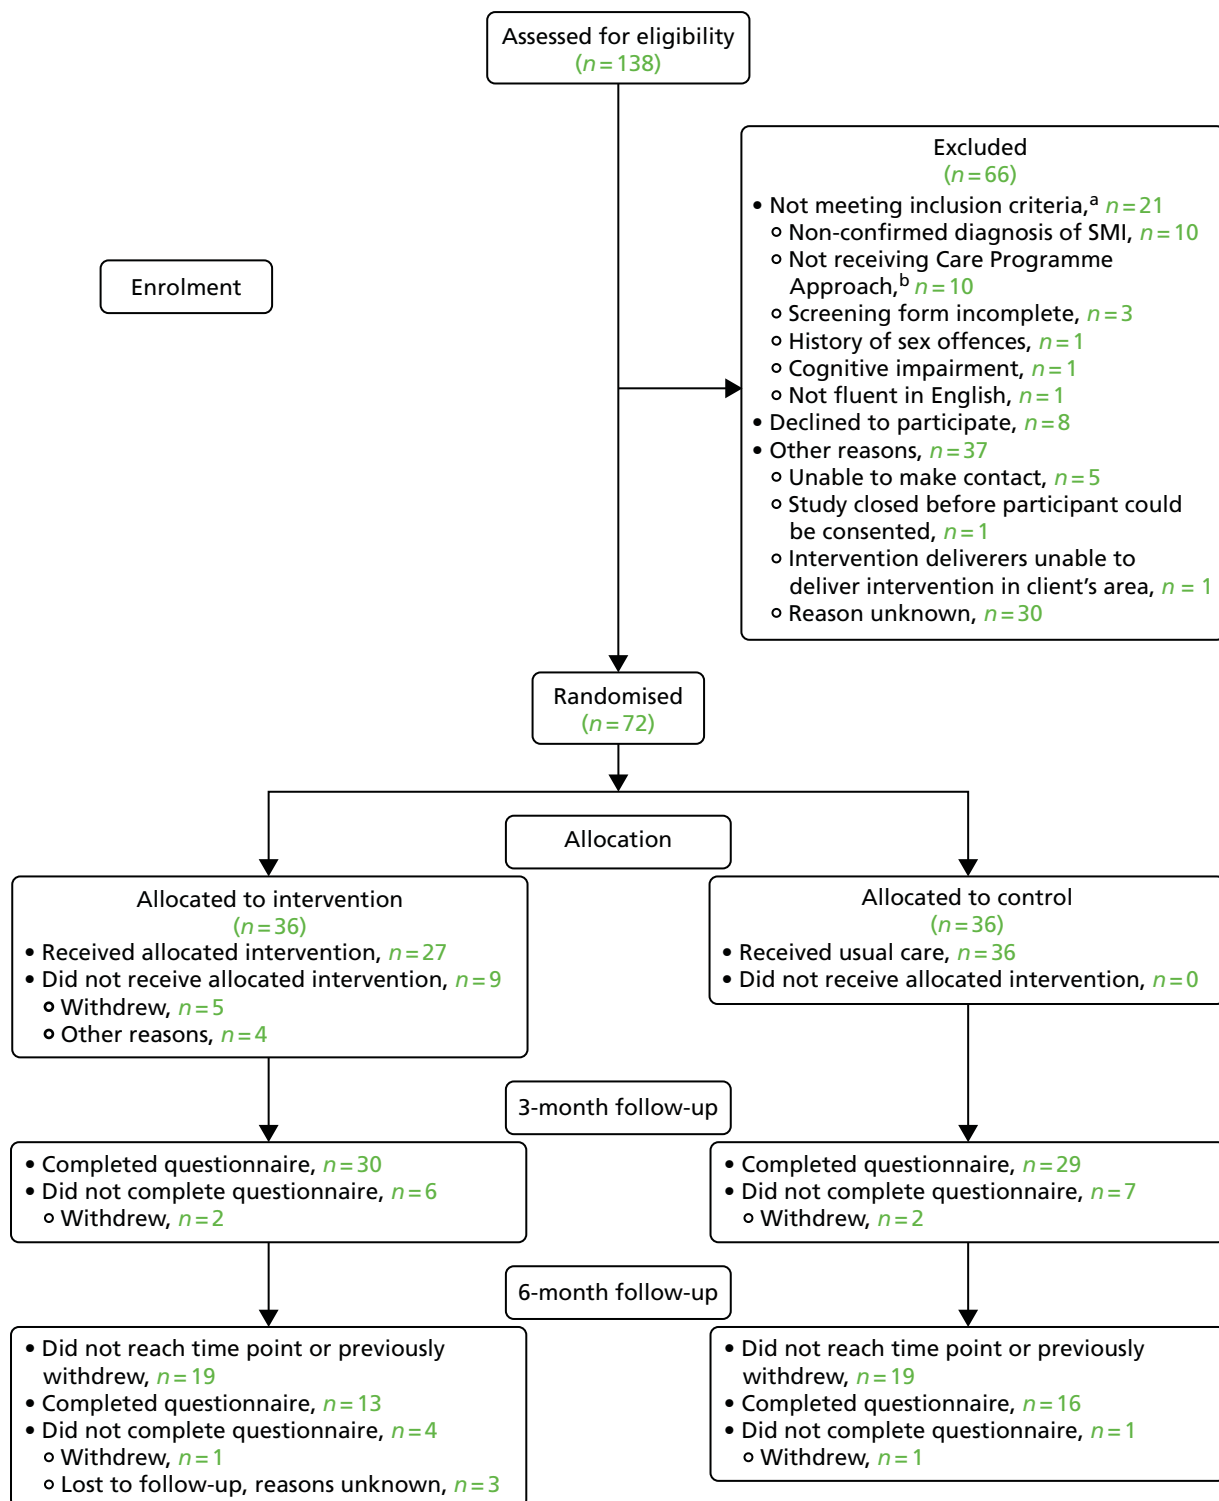 Assessed for eligibility
(n = 138)
Excluded
(n = 66)
• Not meeting inclusion criteria,a n = 21
Non-confirmed diagnosis of SMI, n = 10
Not receiving Care Programme
Approach,b n = 10
Screening form incomplete, n = 3
History of sex offences, n = 1
Cognitive impairment, n = 1
Not fluent in English, n = 1
• Declined to participate, n = 8
• Other reasons, n = 37
Unable to make contact, n = 5
Study closed before participant could
be consented, n = 1
Intervention deliverers unable to
deliver intervention in client’s area, n = 1
Reason unknown, n = 30
Enrolment
Randomised
(n = 72)
Allocation
Allocated to intervention
(n = 36)
• Received allocated intervention, n = 27
• Did not receive allocated intervention, n = 9
Withdrew, n = 5
Other reasons, n = 4
Allocated to control
(n = 36)
• Received usual care, n = 36
• Did not receive allocated intervention, n = 0
3-month follow-up
• Completed questionnaire, n = 30
• Did not complete questionnaire, n = 6
Withdrew, n = 2
• Completed questionnaire, n = 29
• Did not complete questionnaire, n = 7
Withdrew, n = 2
6-month follow-up
• Did not reach time point or previously
withdrew, n = 19
• Completed questionnaire, n = 13
• Did not complete questionnaire, n = 4
Withdrew, n = 1
Lost to follow-up, reasons unknown, n = 3
• Did not reach time point or previously
withdrew, n = 19
• Completed questionnaire, n = 16
• Did not complete questionnaire, n = 1
Withdrew, n = 1